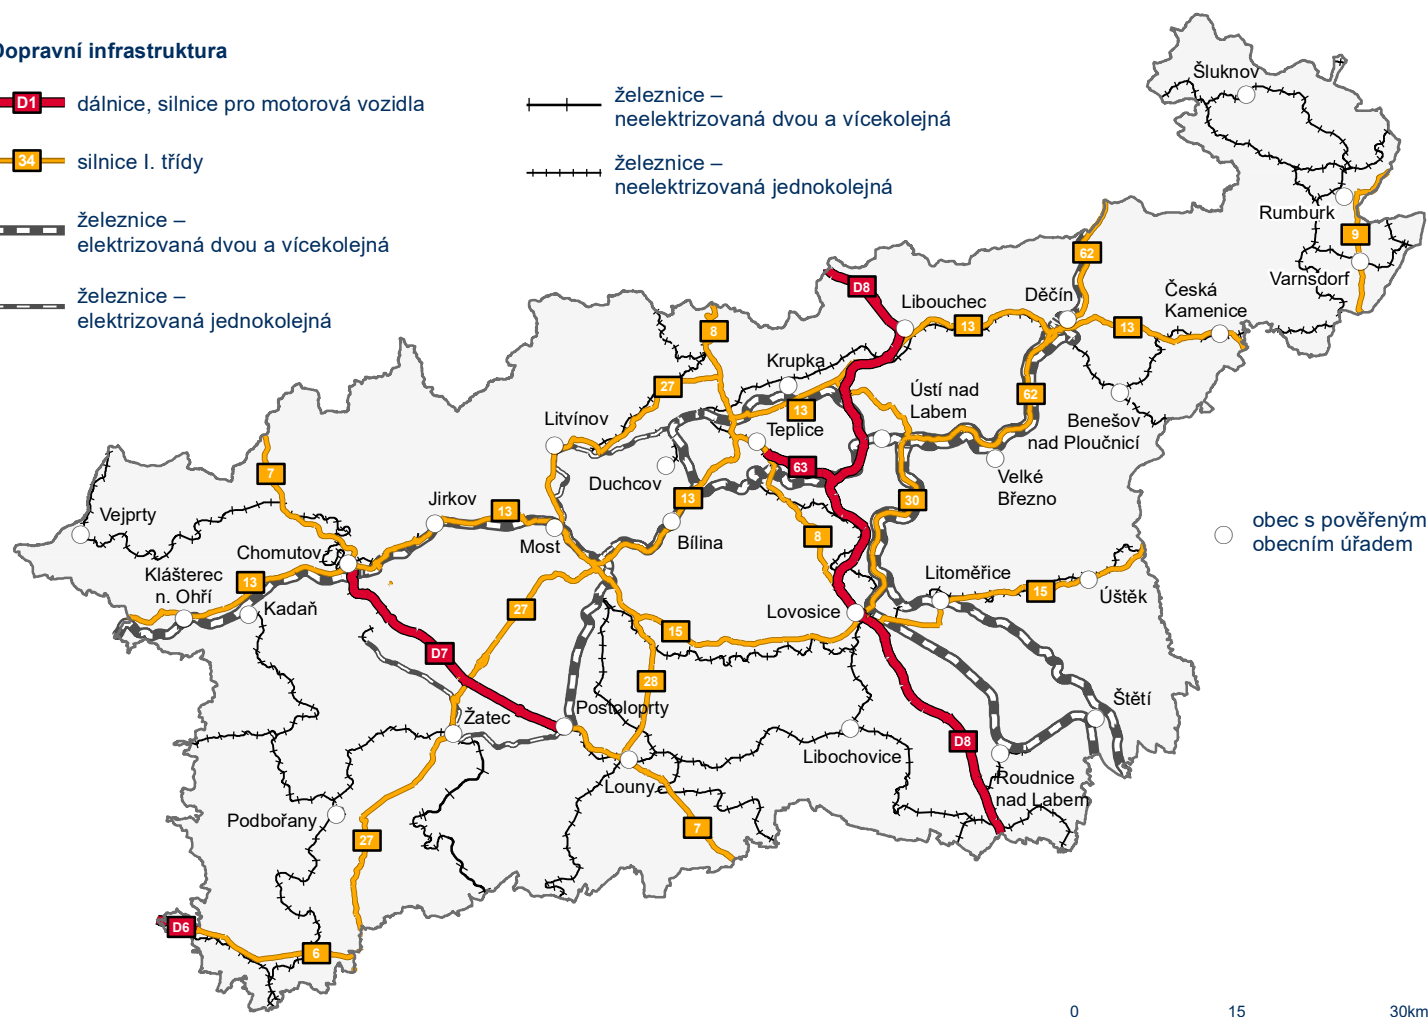 Dopravní infrastruktura
D1
dálnice, silnice pro motorová vozidla
34
silnice I. třídy
železnice –
elektrizovaná dvou a vícekolejná
železnice –
elektrizovaná jednokolejná
železnice –
neelektrizovaná dvou a vícekolejná
železnice –
neelektrizovaná jednokolejná
Šluknov
Rumburk
9
Varnsdorf
62
D8
Libouchec
Děčín
Česká
Kamenice
13
13
8
Krupka
27
13
Ústí nad
Labem
62
Litvínov
Teplice
Benešov
nad Ploučnicí
7
63
Duchcov
13
Velké
Březno
30
Jirkov
13
Vejprty
Most
Bílina
8
obec s pověřeným
obecním úřadem
Chomutov
Klášterec
n. Ohří
13
Kadaň
27
Litoměřice
15
Úštěk
Lovosice
15
D7
28
Žatec
Postoloprty
Štětí
D8
Libochovice
Roudnice
nad Labem
Louny
Podbořany
27
7
D6
6
0
15
30km